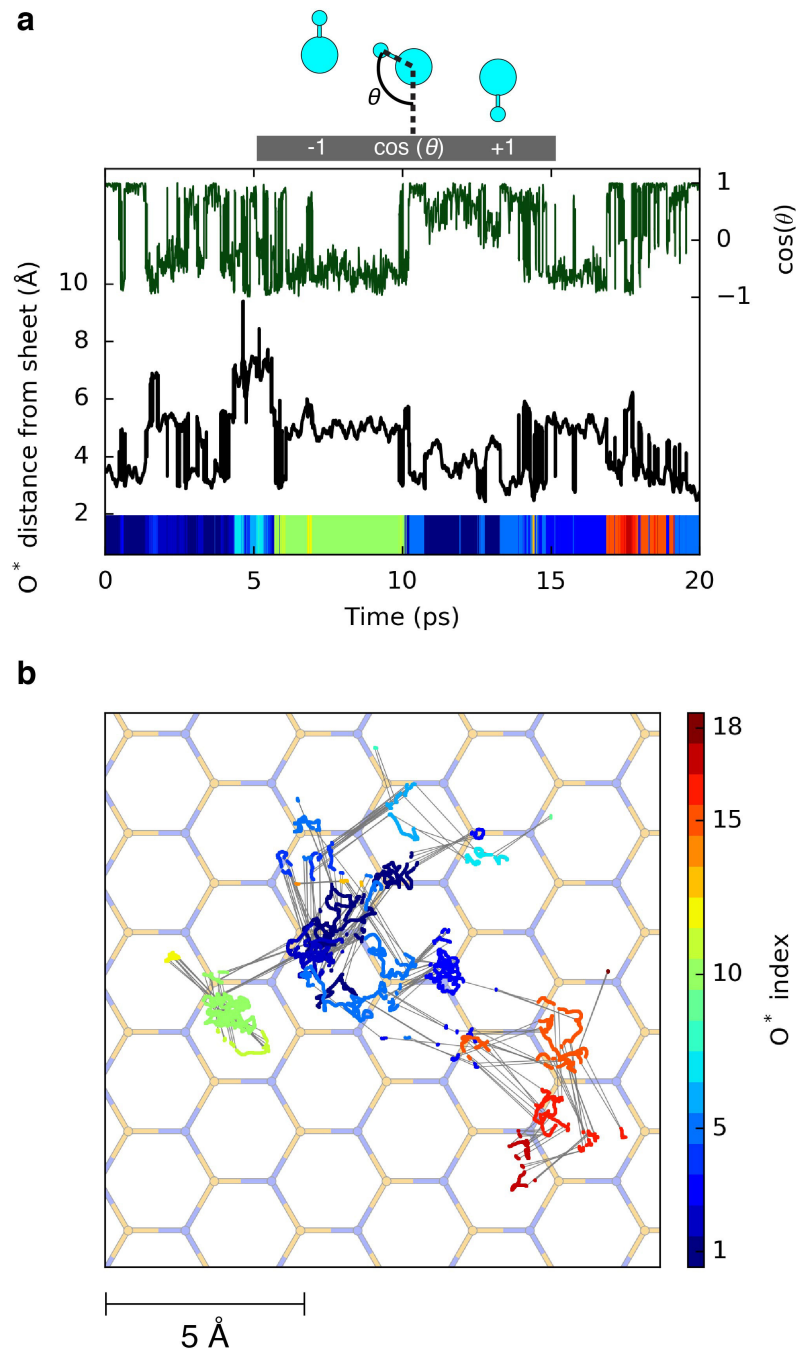 a
θ
-1 cos (θ) +1
1
0
−1
cos(θ)
10
8
6
4
2
O* distance from sheet (Å)
0 5 10 15 20
Time (ps)
b
18
15
10
5
1
O* index
5 Å